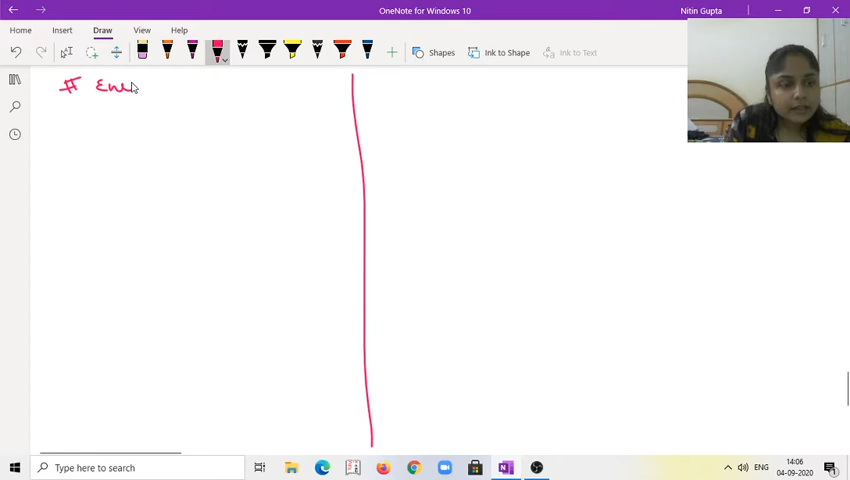 OneNote for Windows 10
Nitin Gupta
Home Insert Draw View Help
Shapes Ink to Shape Ink to Text
# Ene
Type here to search
ENG
14:06
04-09-2020